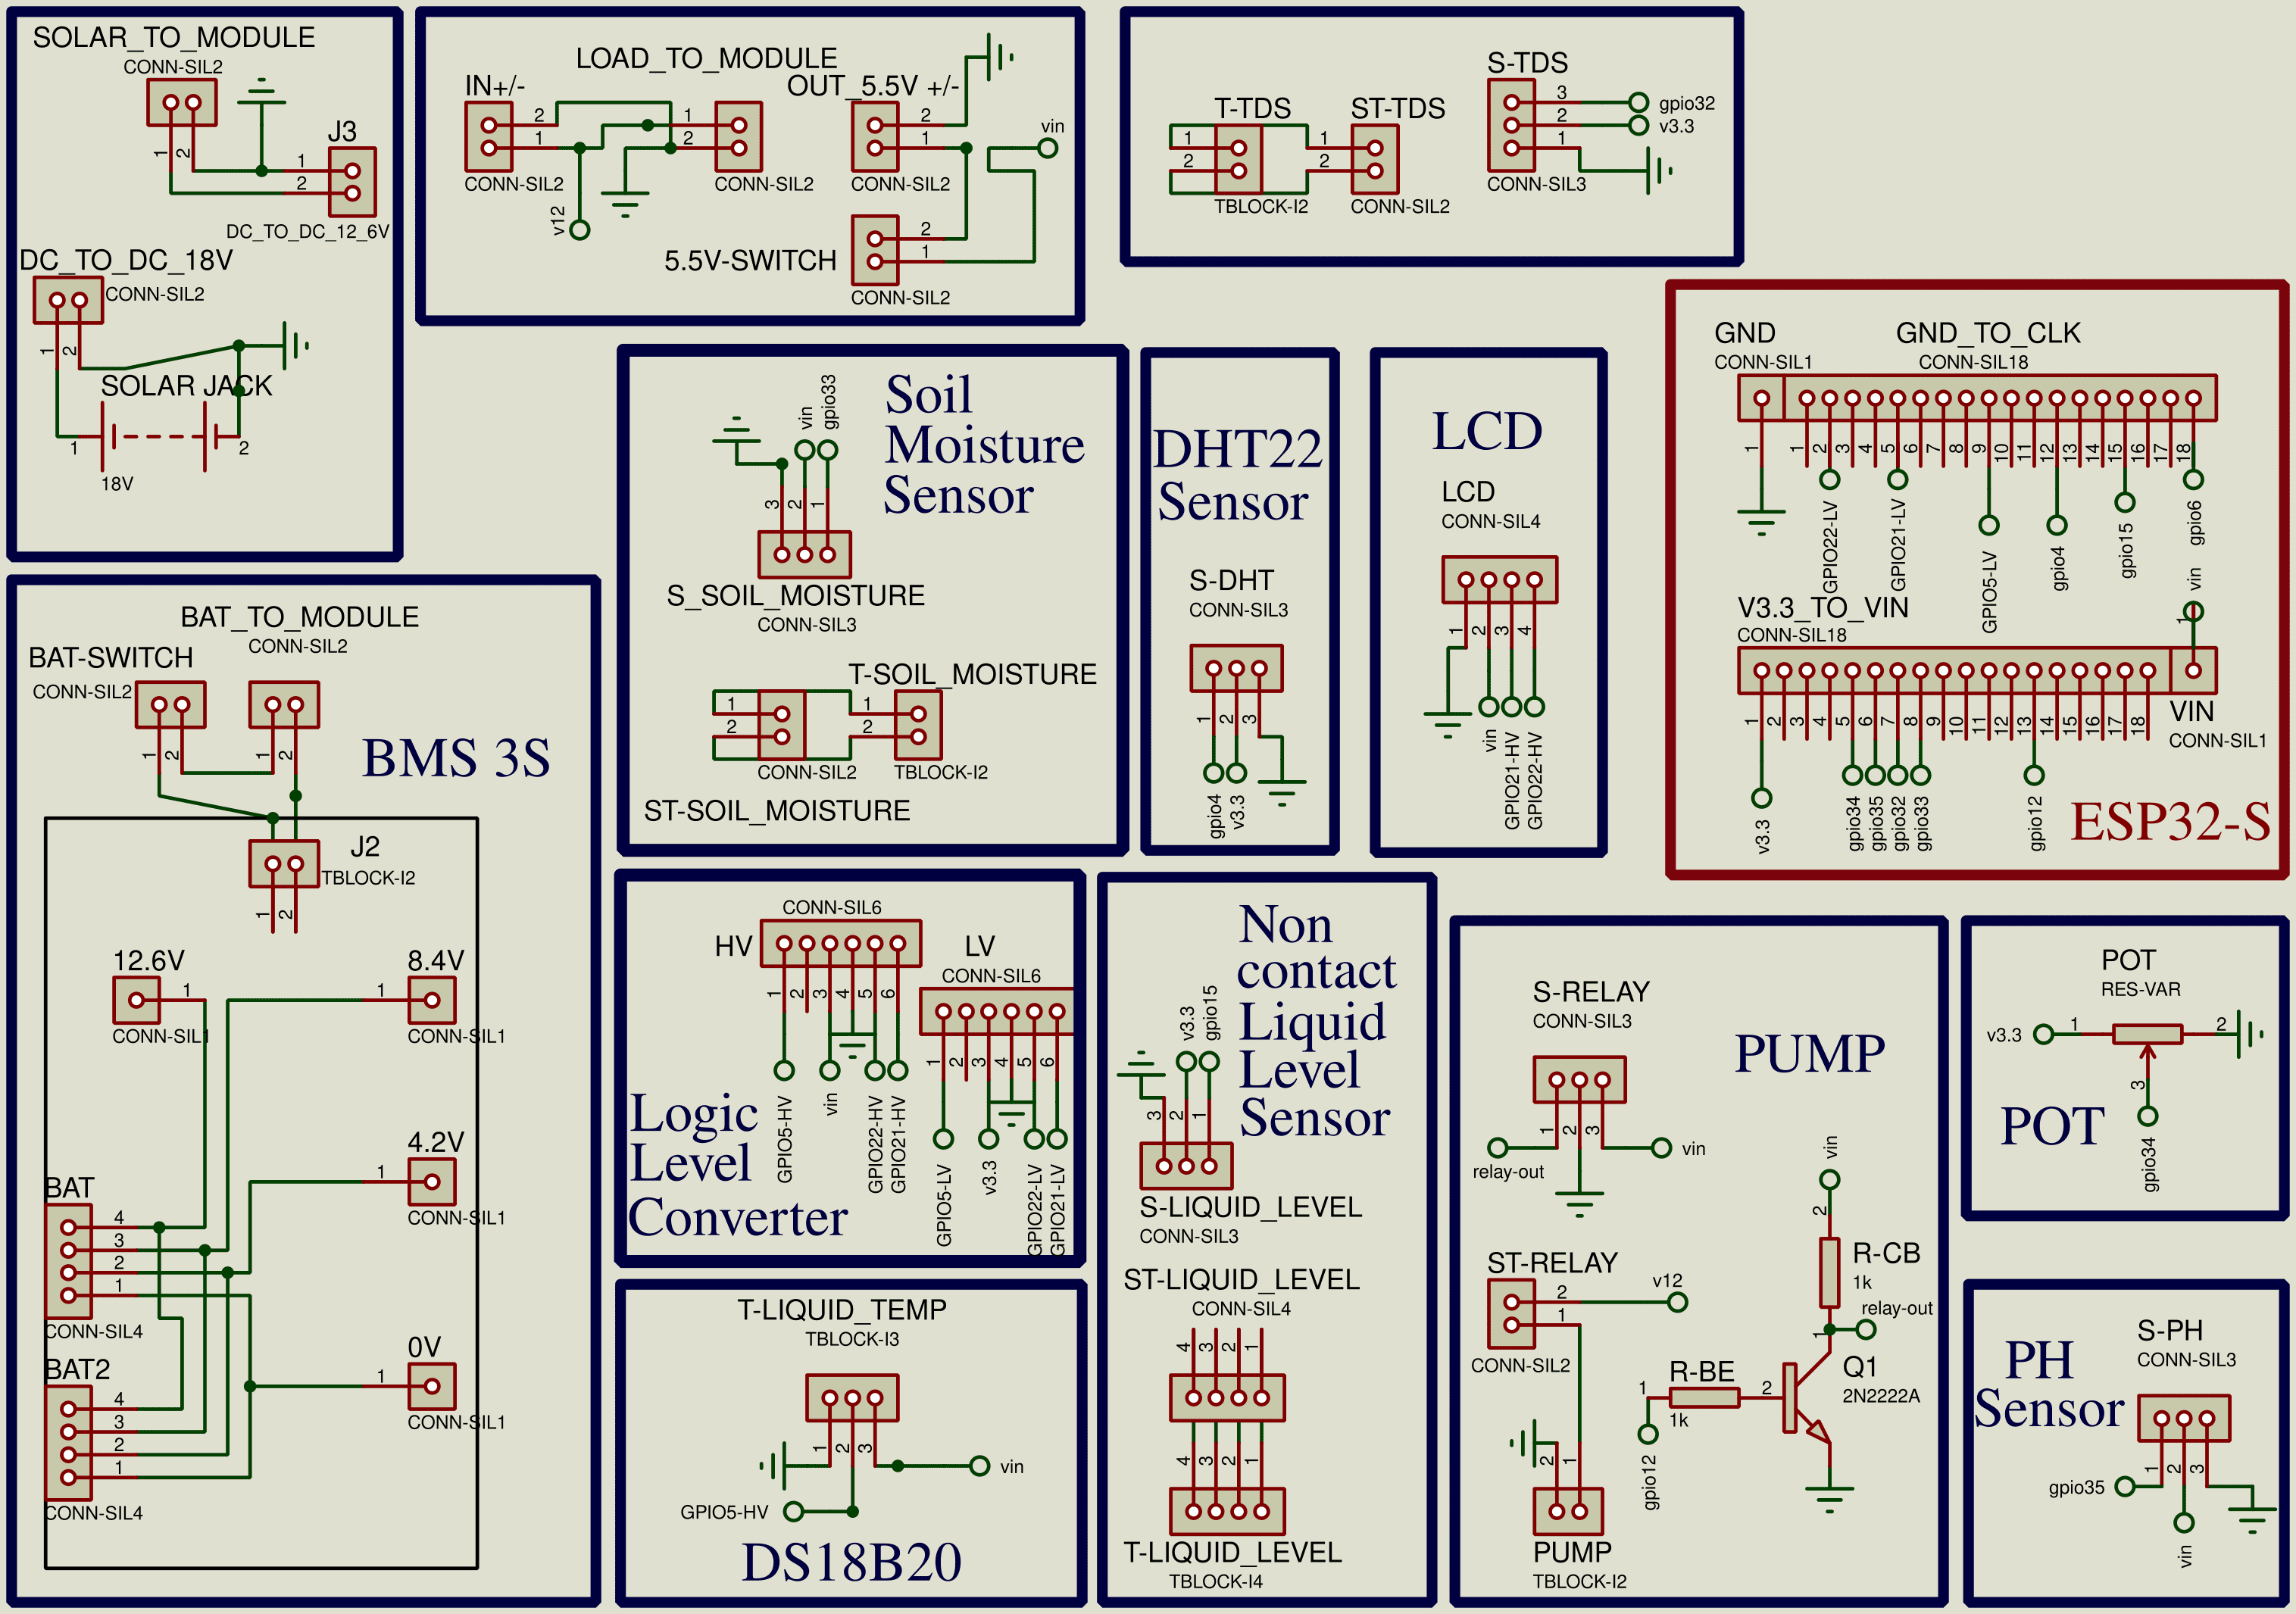 SOLAR_TO_MODULE
CONN-SIL2
1
2
J3
1
2
DC_TO_DC_12_6V
DC_TO_DC_18V
CONN-SIL2
1
2
SOLAR JACK
1
2
18V
LOAD_TO_MODULE
IN+/-
2
1
CONN-SIL2
v12
1
2
CONN-SIL2
OUT_5.5V +/-
2
1
CONN-SIL2
vin
5.5V-SWITCH
2
1
CONN-SIL2
T-TDS
1
2
TBLOCK-I2
ST-TDS
1
2
CONN-SIL2
S-TDS
3
2
1
gpio32
v3.3
CONN-SIL3
Soil
Moisture
Sensor
vin
gpio33
3
2
1
S_SOIL_MOISTURE
CONN-SIL3
T-SOIL_MOISTURE
1
2
1
2
CONN-SIL2
TBLOCK-I2
ST-SOIL_MOISTURE
DHT22
Sensor
S-DHT
CONN-SIL3
1
2
3
gpio4
v3.3
LCD
LCD
CONN-SIL4
1
2
3
4
vin
GPIO21-HV
GPIO22-HV
GND
CONN-SIL1
GND_TO_CLK
CONN-SIL18
1
1
2
3
4
5
6
7
8
9
10
11
12
13
14
15
16
17
18
GPIO22-LV
GPIO21-LV
GPIO5-LV
gpio4
gpio15
gpio6
vin
V3.3_TO_VIN
CONN-SIL18
1
1
2
3
4
5
6
7
8
9
10
11
12
13
14
15
16
17
18
VIN
CONN-SIL1
v3.3
gpio34
gpio35
gpio32
gpio33
gpio12
ESP32-S
BAT_TO_MODULE
CONN-SIL2
BAT-SWITCH
CONN-SIL2
1
2
1
2
BMS 3S
J2
TBLOCK-I2
1
2
12.6V
1
CONN-SIL1
8.4V
1
CONN-SIL1
4.2V
1
CONN-SIL1
BAT
4
3
2
1
CONN-SIL4
0V
1
CONN-SIL1
BAT2
4
3
2
1
CONN-SIL4
CONN-SIL6
HV
1
2
3
4
5
6
GPIO5-HV
vin
GPIO22-HV
GPIO21-HV
LV
CONN-SIL6
1
2
3
4
5
6
GPIO5-LV
v3.3
GPIO22-LV
GPIO21-LV
Logic
Level
Converter
T-LIQUID_TEMP
TBLOCK-I3
1
2
3
vin
GPIO5-HV
DS18B20
Non
contact
Liquid
Level
Sensor
v3.3
gpio15
3
2
1
S-LIQUID_LEVEL
CONN-SIL3
ST-LIQUID_LEVEL
CONN-SIL4
4
3
2
1
4
3
2
1
T-LIQUID_LEVEL
TBLOCK-I4
S-RELAY
CONN-SIL3
PUMP
1
2
3
relay-out
vin
ST-RELAY
2
1
v12
CONN-SIL2
2
1
PUMP
TBLOCK-I2
vin
2
R-CB
1k
relay-out
1
R-BE
1
2
1k
gpio12
Q1
2N2222A
POT
RES-VAR
v3.3
1
2
3
gpio34
POT
S-PH
CONN-SIL3
PH
Sensor
1
2
3
gpio35
vin